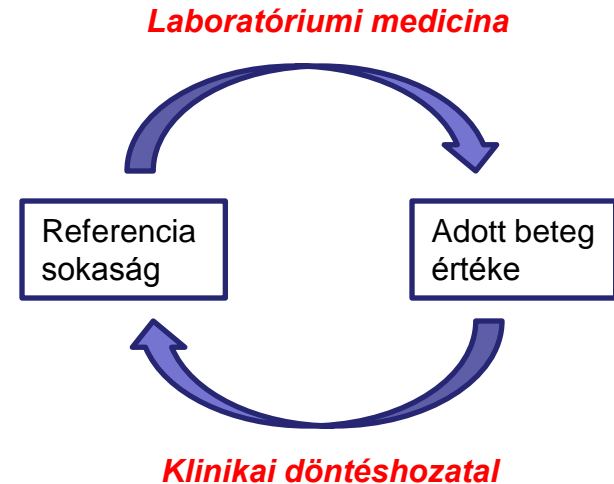 Laboratóriumi medicina
Referencia
sokaság
Adott beteg
értéke
Klinikai döntéshozatal